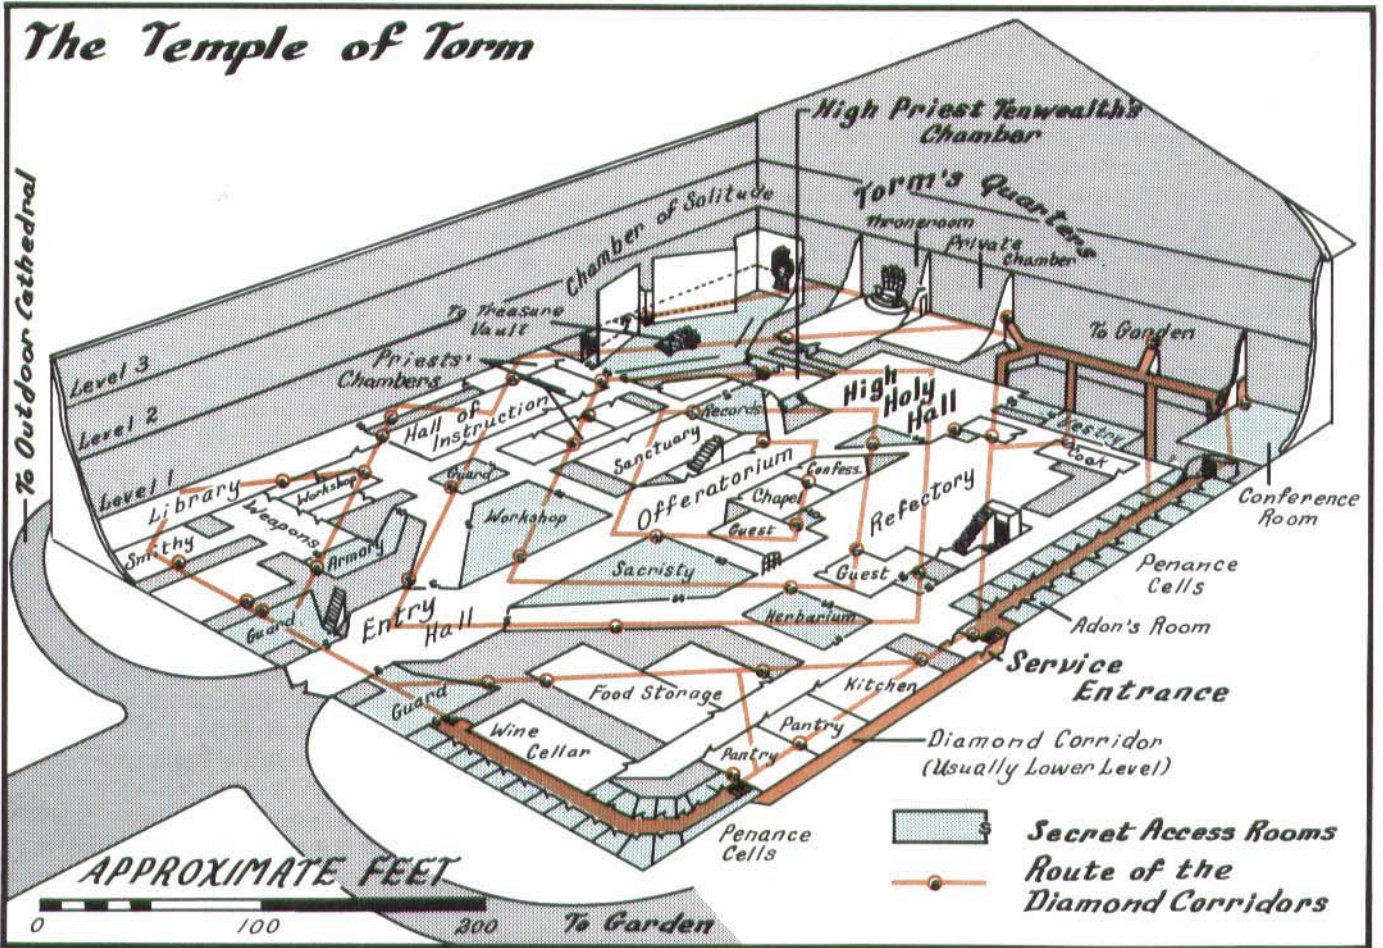 The Temple of Torm
High Priest Tenwealth's
Chamber
Torm's Quarters
Throneroom
Private
Chamber
Chamber of Solitude
To Outdoor Cathedral
To Treasure
Vault
To Garden
Level 3
Level 2
Level 1
Priests'
Chambers
High
Holy
Hall
Hall of
Instruction
Records
Vestry
Cook
Sanctuary
Guard
Confess.
Offeratorium
Chapel
Guest
Refectory
Library
Workshop
Weapons
Workshop
Conference
Room
Smithy
Armory
Sacristy
Guest
Penance
Cells
Entry
Hall
Guard
Herbarium
Adon's Room
Service
Entrance
Guard
Food Storage
Kitchen
Wine
Cellar
Pantry
Pantry
Diamond Corridor
(Usually Lower Level)
Penance
Cells
S Secret Access Rooms
Route of the
Diamond Corridors
APPROXIMATE FEET
0 100 200
To Garden